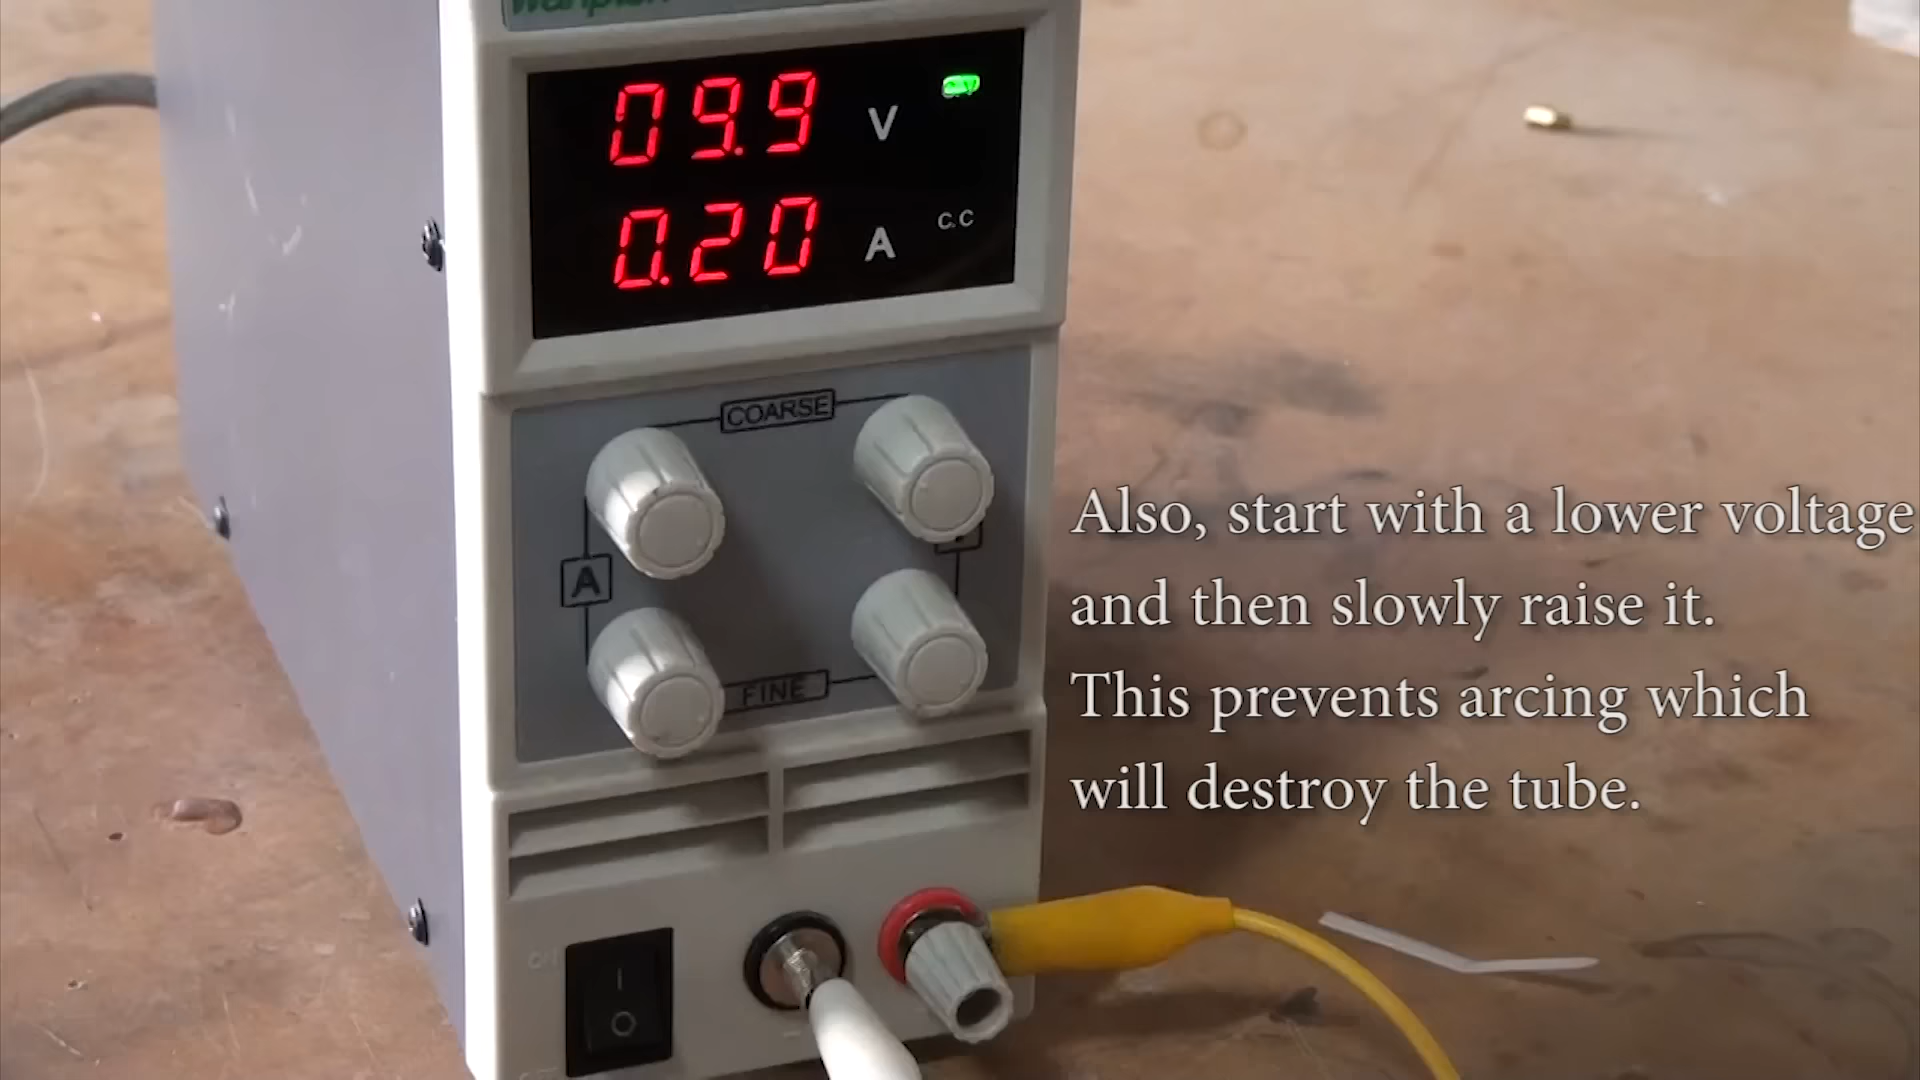 09.9 V C.V
0.20 A C.C
COARSE
A
FINE
Also, start with a lower voltage
and then slowly raise it.
This prevents arcing which
will destroy the tube.